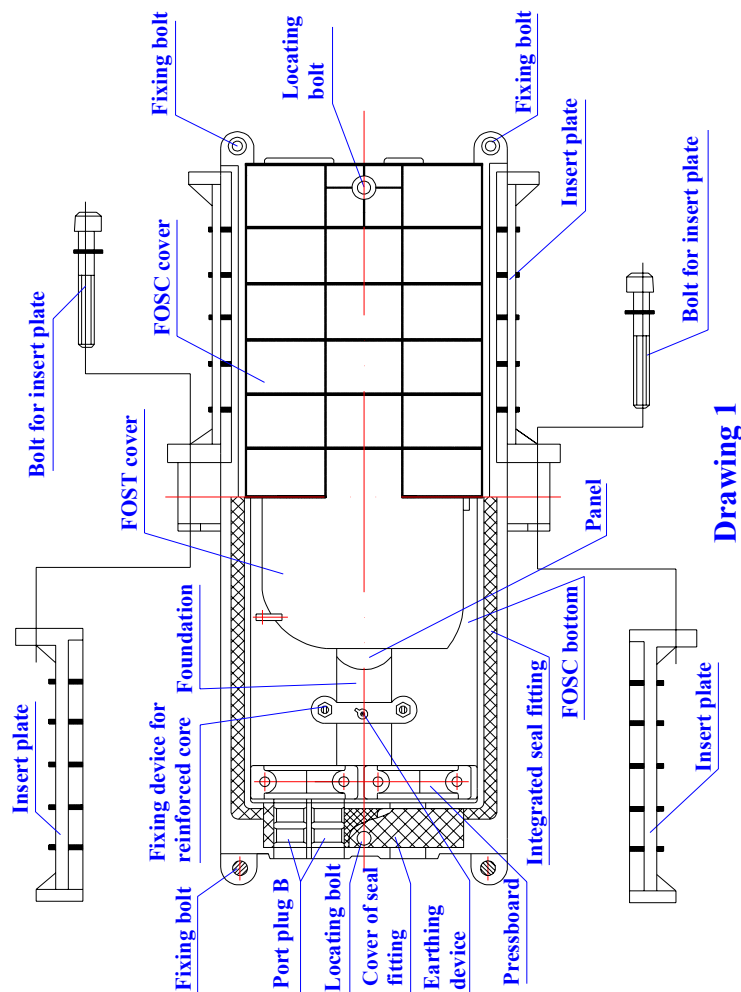 Fixing bolt
Locating
bolt
Fixing bolt
Bolt for insert plate
FOSC cover
Insert plate
Bolt for insert plate
FOST cover
Panel
Drawing 1
Insert plate
Fixing device for
reinforced core
Foundation
Integrated seal fitting
FOSC bottom
Insert plate
Fixing bolt
Port plug B
Locating bolt
Cover of seal
fitting
Earthing
device
Pressboard